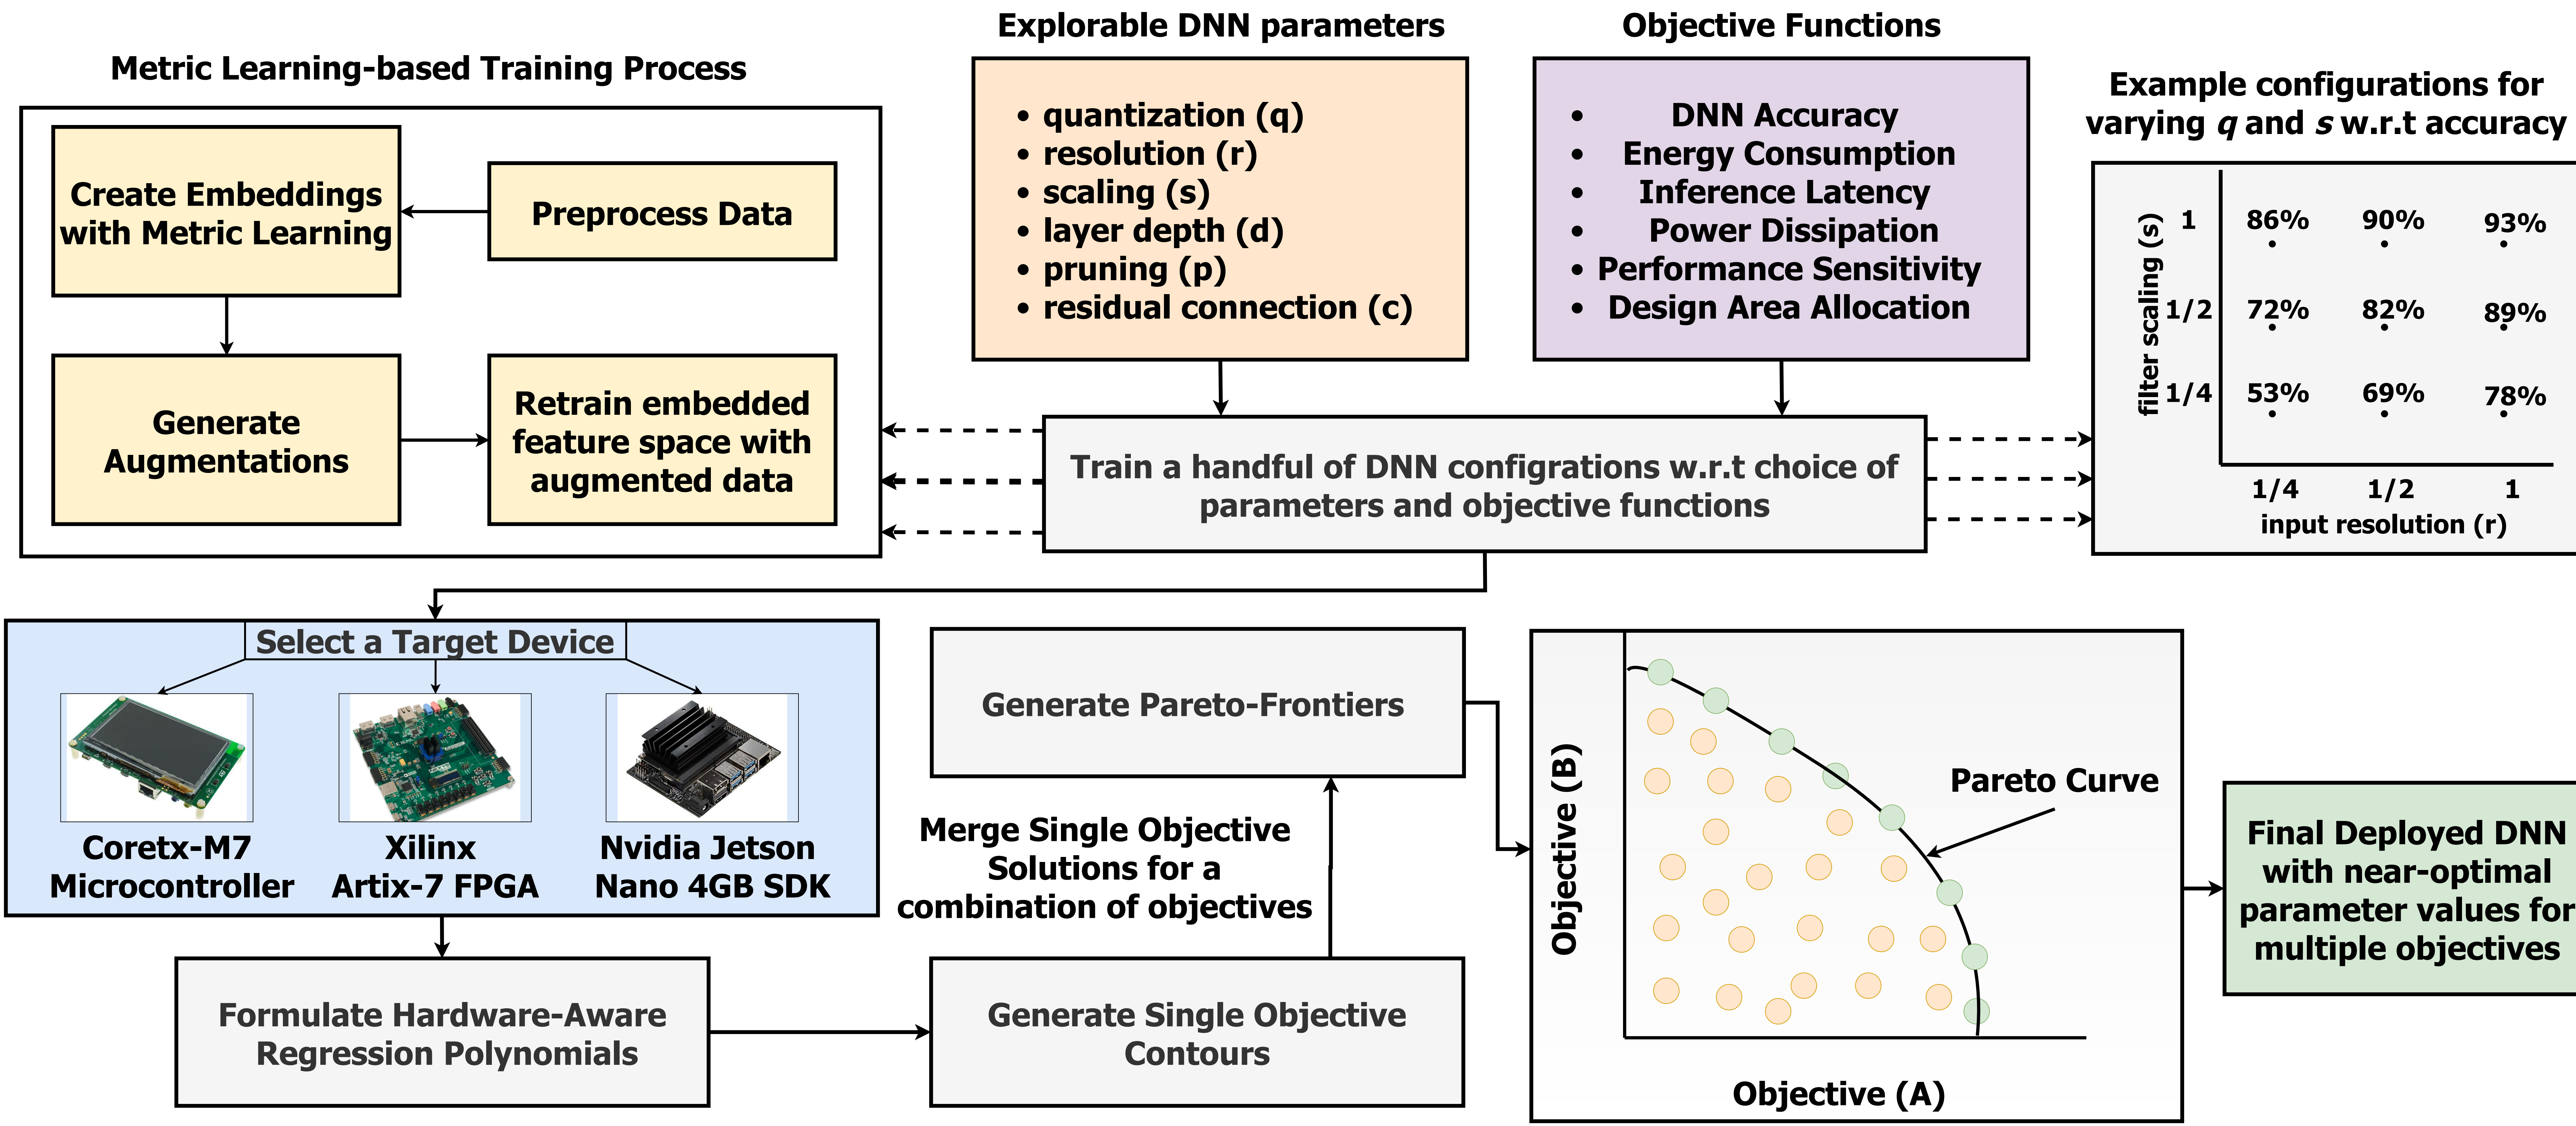 Metric Learning-based Training Process
Create Embeddings
with Metric Learning
Preprocess Data
Generate
Augmentations
Retrain embedded
feature space with
augmented data
Explorable DNN parameters
• quantization (q)
• resolution (r)
• scaling (s)
• layer depth (d)
• pruning (p)
• residual connection (c)
Objective Functions
• DNN Accuracy
• Energy Consumption
• Inference Latency
• Power Dissipation
• Performance Sensitivity
• Design Area Allocation
Train a handful of DNN configrations w.r.t choice of
parameters and objective functions
Example configurations for
varying q and s w.r.t accuracy
filter scaling (s)
1 86% 90% 93%
1/2 72% 82% 89%
1/4 53% 69% 78%
1/4 1/2 1
input resolution (r)
Select a Target Device
Coretx-M7
Microcontroller
Xilinx
Artix-7 FPGA
Nvidia Jetson
Nano 4GB SDK
Formulate Hardware-Aware
Regression Polynomials
Generate Single Objective
Contours
Merge Single Objective
Solutions for a
combination of objectives
Generate Pareto-Frontiers
Objective (B)
Pareto Curve
Objective (A)
Final Deployed DNN
with near-optimal
parameter values for
multiple objectives